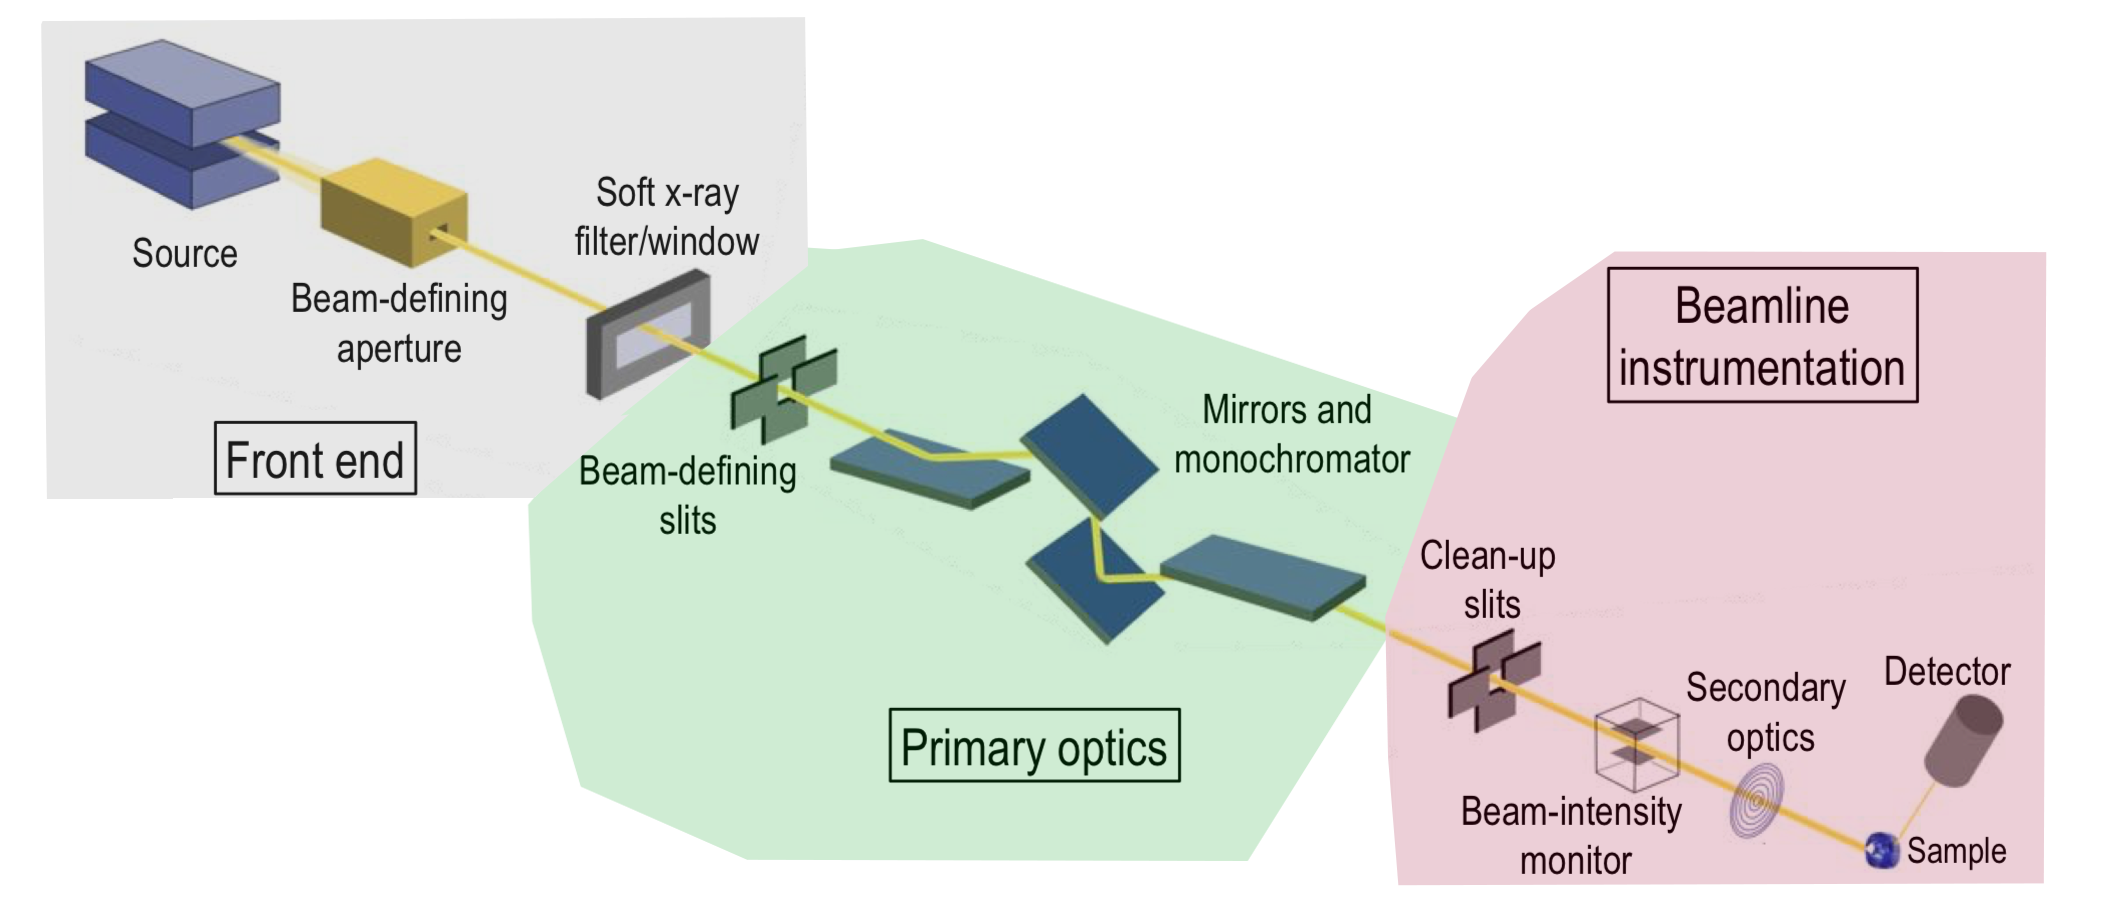 Source
Beam-defining
aperture
Soft x-ray
filter/window
Front end
Beam-defining
slits
Mirrors and
monochromator
Primary optics
Beamline
instrumentation
Clean-up
slits
Beam-intensity
monitor
Secondary
optics
Detector
Sample